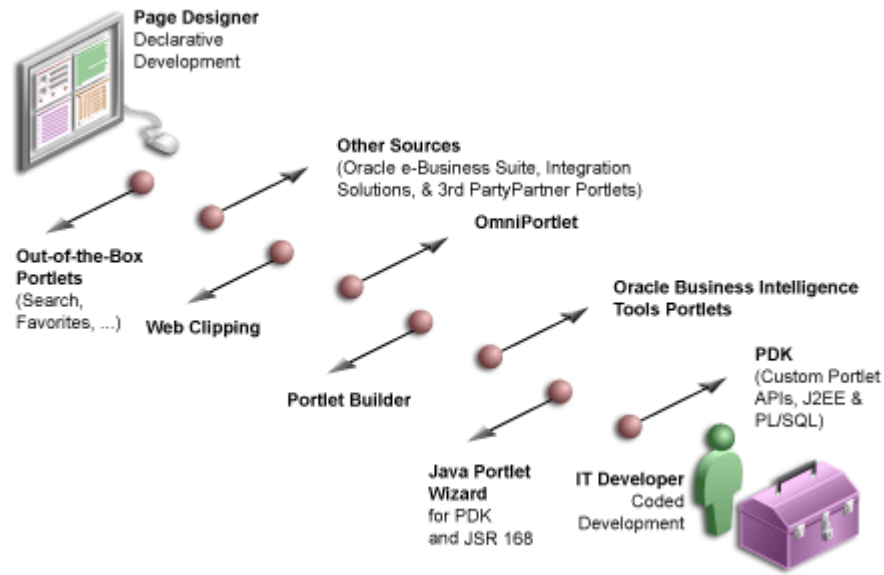 Page Designer
Declarative
Development
Other Sources
(Oracle e-Business Suite, Integration
Solutions, & 3rd PartyPartner Portlets)
OmniPortlet
Out-of-the-Box
Portlets
(Search,
Favorites, ...)
Web Clipping
Oracle Business Intelligence
Tools Portlets
Portlet Builder
PDK
(Custom Portlet
APIs, J2EE &
PL/SQL)
Java Portlet
Wizard
for PDK
and JSR 168
IT Developer
Coded
Development